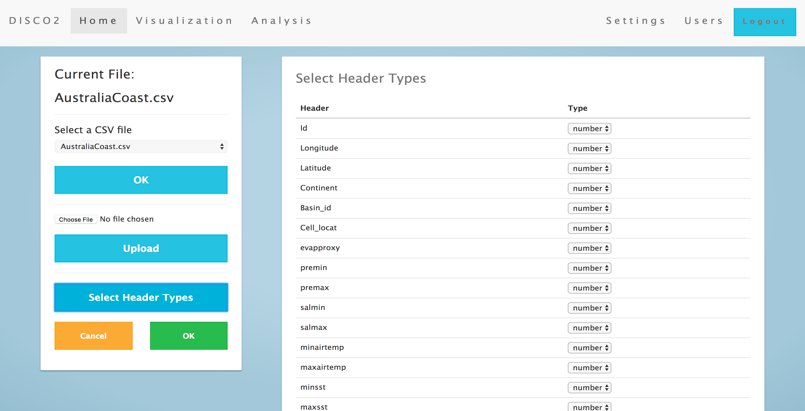 DISCO2 Home Visualization Analysis Settings Users Logout
Current File:
AustraliaCoast.csv
Select a CSV file
AustraliaCoast.csv
OK
Choose File No file chosen
Upload
Select Header Types
Cancel OK
Select Header Types
Header Type
Id number
Longitude number
Latitude number
Continent number
Basin_id number
Cell_locat number
evapproxy number
premin number
premax number
salmin number
salmax number
minairtemp number
maxairtemp number
minsst number
maxsst number